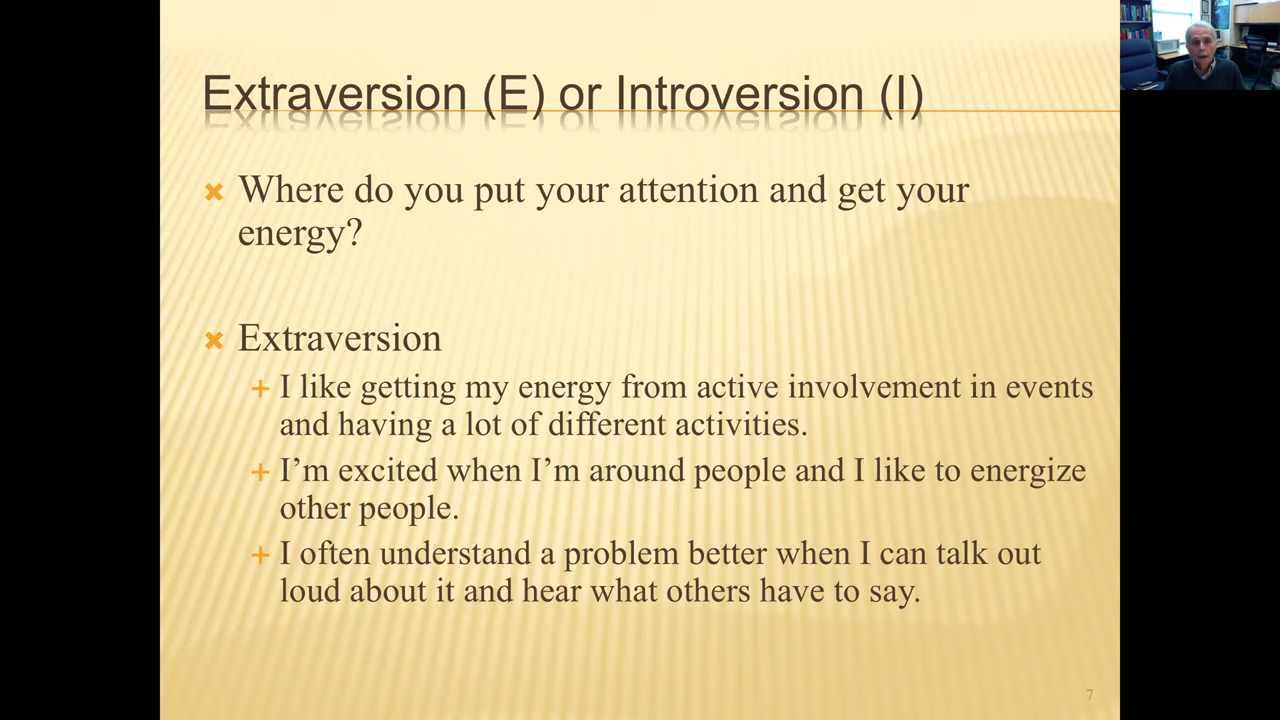 Extraversion (E) or Introversion (I)
Where do you put your attention and get your
energy?
Extraversion
I like getting my energy from active involvement in events
and having a lot of different activities.
I’m excited when I’m around people and I like to energize
other people.
I often understand a problem better when I can talk out
loud about it and hear what others have to say.
7